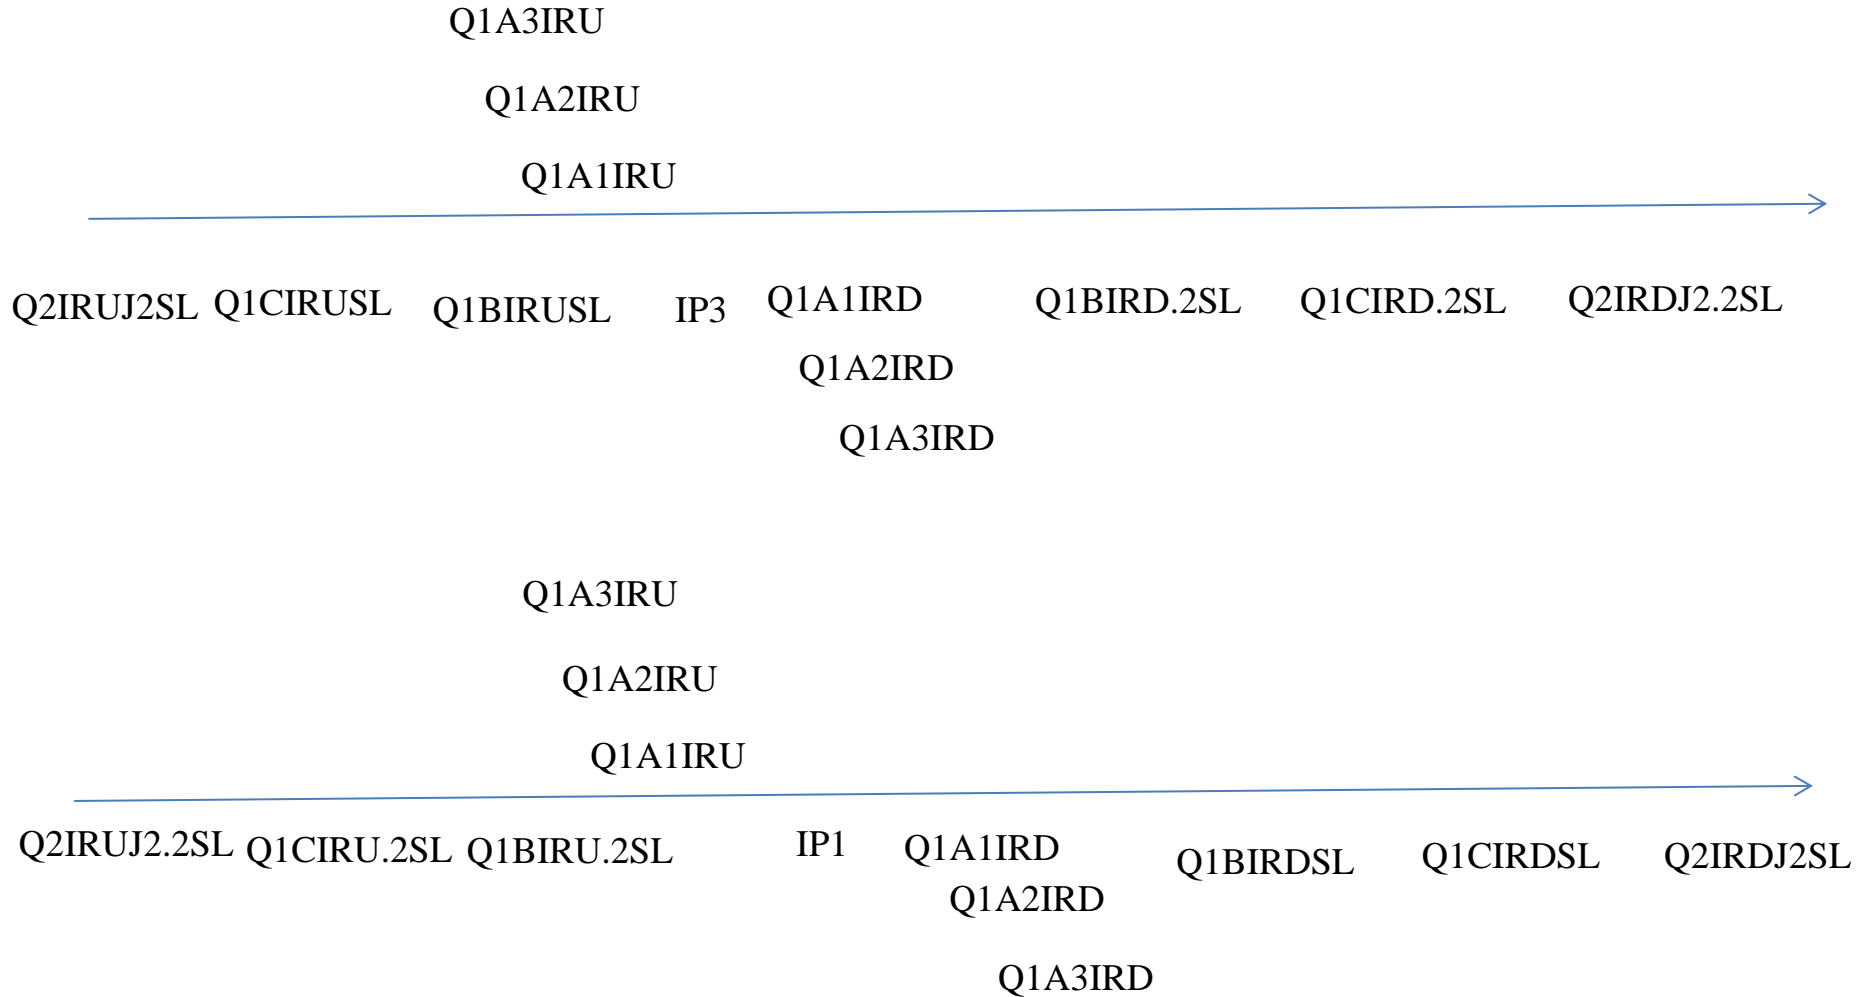 Q1A3IRU
Q1A2IRU
Q1A1IRU
Q2IRUJ2SL Q1CIRUSL Q1BIRUSL IP3 Q1A1IRD Q1BIRD.2SL Q1CIRD.2SL Q2IRDJ2.2SL
Q1A2IRD
Q1A3IRD
Q1A3IRU
Q1A2IRU
Q1A1IRU
Q2IRUJ2.2SL Q1CIRU.2SL Q1BIRU.2SL IP1 Q1A1IRD Q1BIRDSL Q1CIRDSL Q2IRDJ2SL
Q1A2IRD
Q1A3IRD